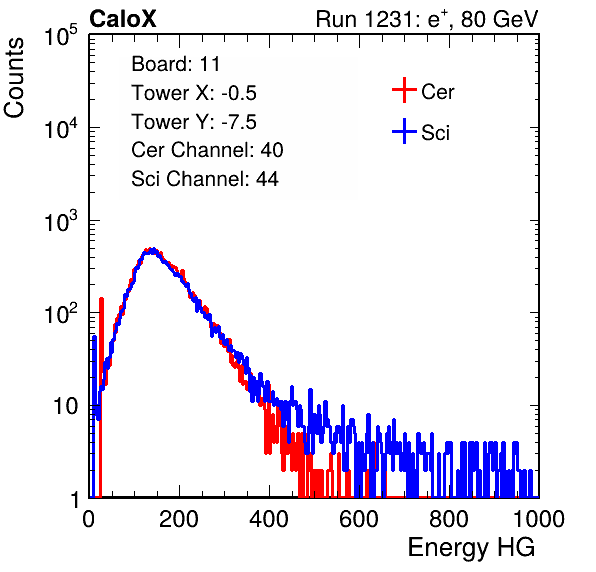 CaloX Run 1231: e+, 80 GeV
Counts
Board: 11
Tower X: -0.5
Tower Y: -7.5
Cer Channel: 40
Sci Channel: 44
Cer
Sci
10^5
10^4
10^3
10^2
10
1
0 200 400 600 800 1000
Energy HG